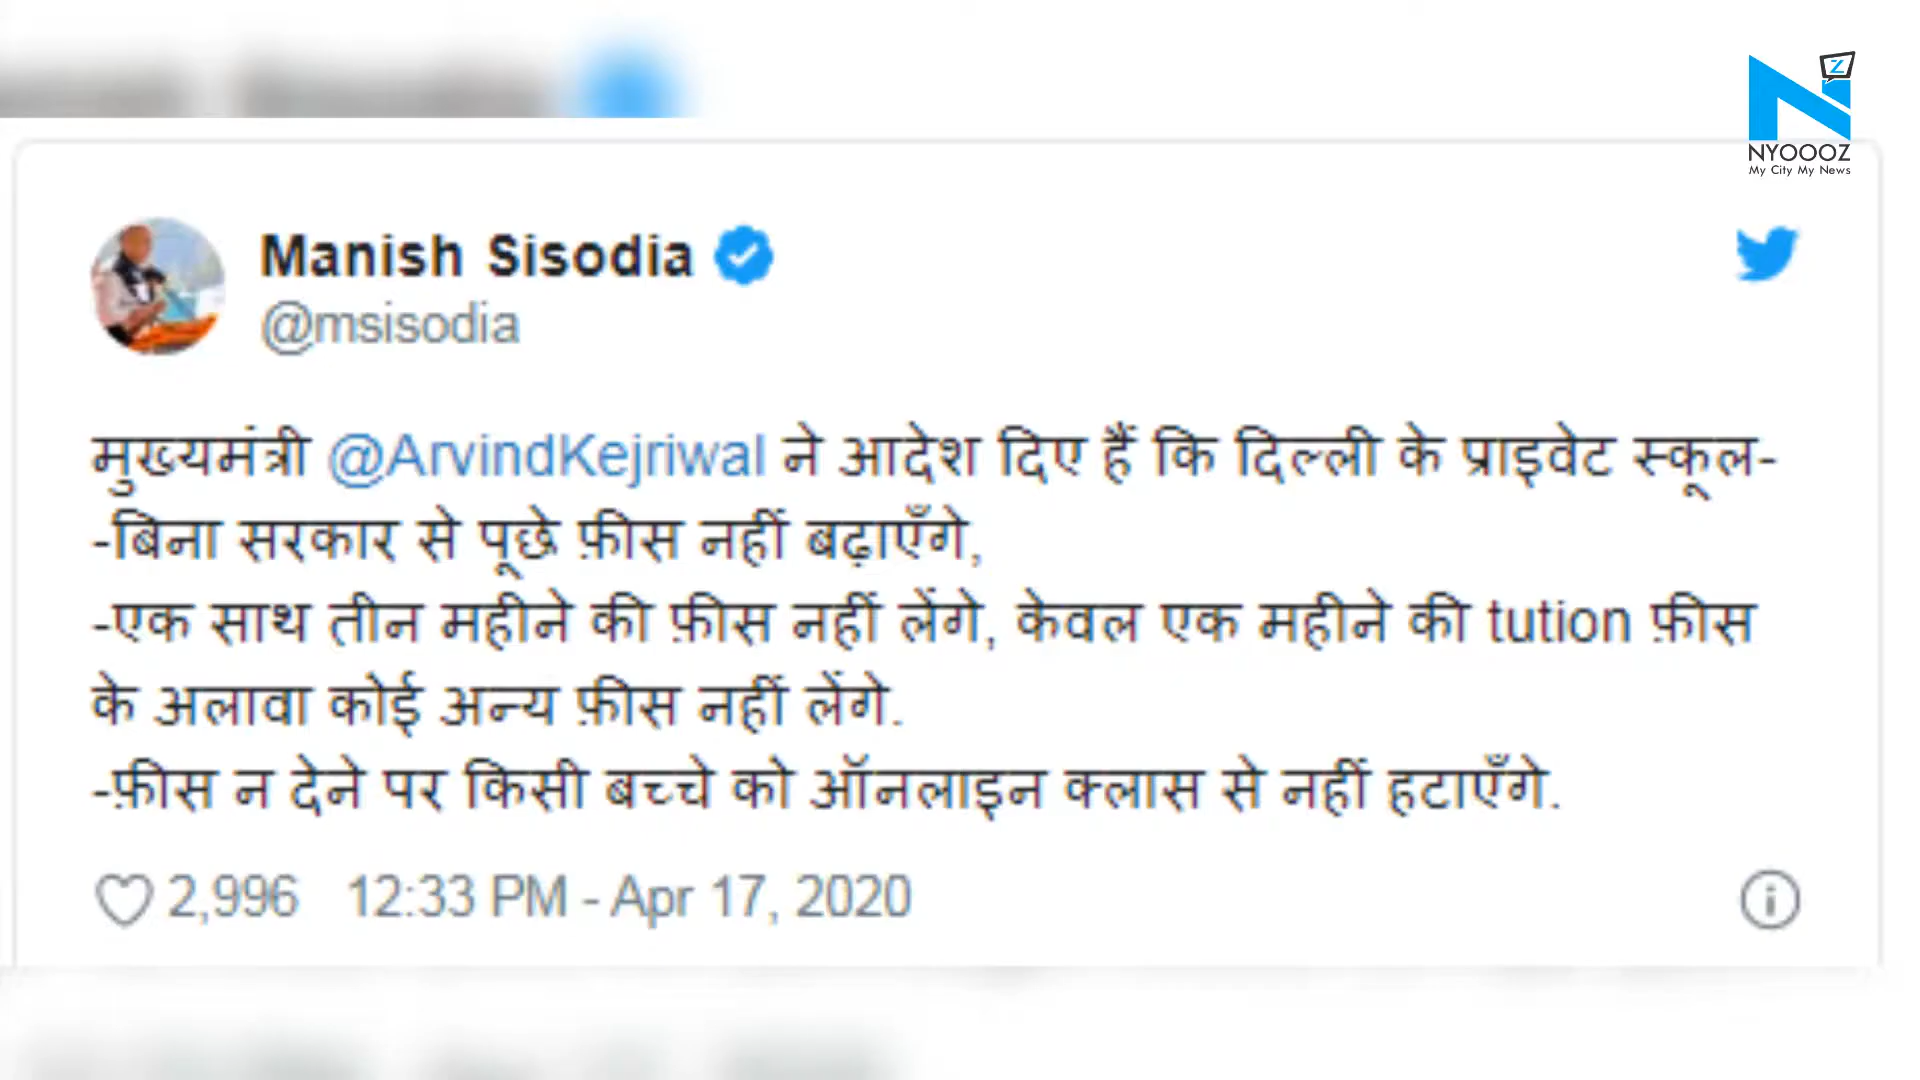 NYOOOZ
My City My News
Manish Sisodia
@msisodia
मुख्यमंत्री @ArvindKejriwal ने आदेश दिए हैं कि दिल्ली के प्राइवेट स्कूल-
-बिना सरकार से पूछे फ़ीस नहीं बढ़ाएँगे,
-एक साथ तीन महीने की फ़ीस नहीं लेंगे, केवल एक महीने की tution फ़ीस
के अलावा कोई अन्य फ़ीस नहीं लेंगे.
-फ़ीस न देने पर किसी बच्चे को ऑनलाइन क्लास से नहीं हटाएँगे.
2,996 12:33 PM - Apr 17, 2020